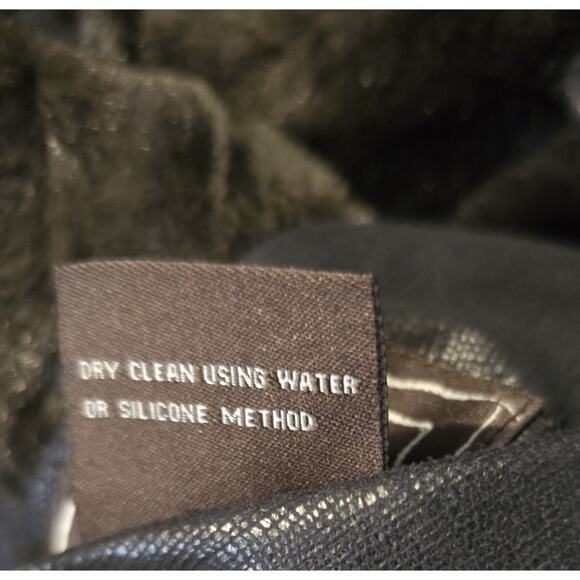 DRY CLEAN USING WATER
OR SILICONE METHOD